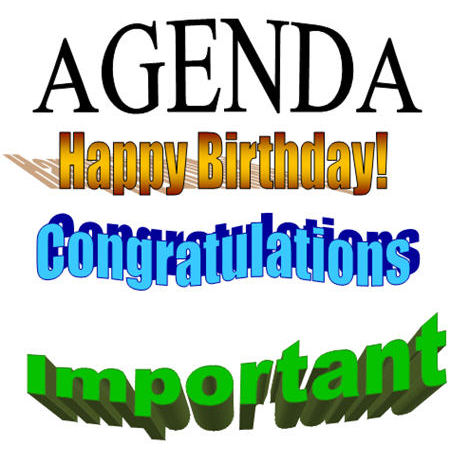 AGENDA
Happy Birthday!
Congratulations
Important